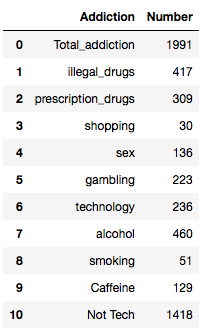 Addiction Number
0 Total_addiction 1991
1 illegal_drugs 417
2 prescription_drugs 309
3 shopping 30
4 sex 136
5 gambling 223
6 technology 236
7 alcohol 460
8 smoking 51
9 Caffeine 129
10 Not Tech 1418